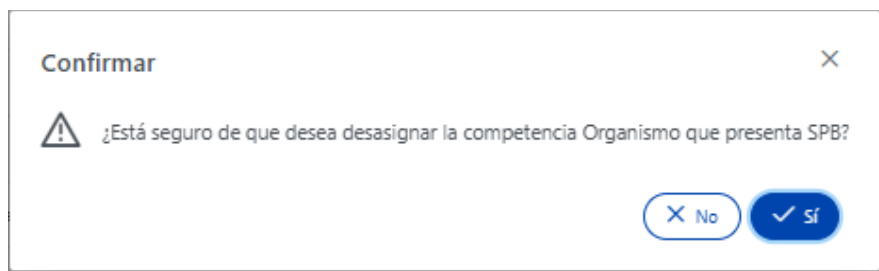 Confirmar
¿Está seguro de que desea desasignar la competencia Organismo que presenta SPB?
No
Sí